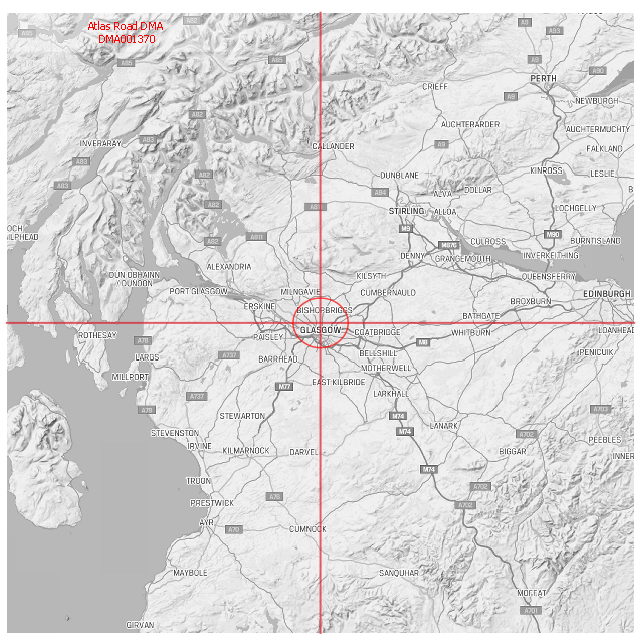 Atlas Road DMA
DMA001370
A9
A93
A85
A82
A85
A85
A9
PERTH
A90
CRIEFF
A9
NEWBURGH
A82
AUCHTERARDER
AUCHTERMUCHTY
INVERARAY
A83
CALLANDER
A9
FALKLAND
A83
A82
DUNBLANE
KINROSS
LESLIE
A83
A84
ALVA
DOLLAR
A82
A81
STIRLING
ALLOA
LOCHGELLY
M9
M90
A82
A811
M876
CULROSS
BURNTISLAND
DENNY
GRANGEMOUTH
INVERKEITHING
ALEXANDRIA
KILSYTH
QUEENSFERRY
DUN OBHAINN
DUNOON
PORT GLASGOW
MILNGAVIE
CUMBERNAULD
EDINBURGH
ERSKINE
BISHOPBRIGGS
BROXBURN
BATHGATE
ROTHESAY
A78
PAISLEY
GLASGOW
COATBRIDGE
WHITBURN
LOANHEAD
M8
LARGS
A737
BARRHEAD
BELLSHILL
PENICUIK
MOTHERWELL
MILLPORT
M77
EAST KILBRIDE
A737
LARKHALL
A78
STEWARTON
M74
A703
LANARK
STEVENSTON
M74
A702
PEEBLES
IRVINE
KILMARNOCK
DARVEL
BIGGAR
INNER
M74
TROON
A702
A76
PRESTWICK
A702
AYR
A70
CUMNOCK
MAYBOLE
SANQUHAR
MOFFAT
A701
GIRVAN